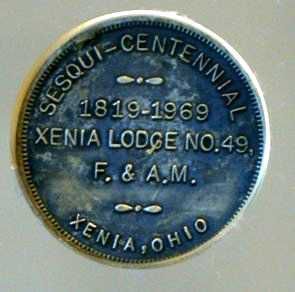 SESQUI-CENTENNIAL
1819-1969
XENIA LODGE NO. 49,
F. & A.M.
XENIA, OHIO